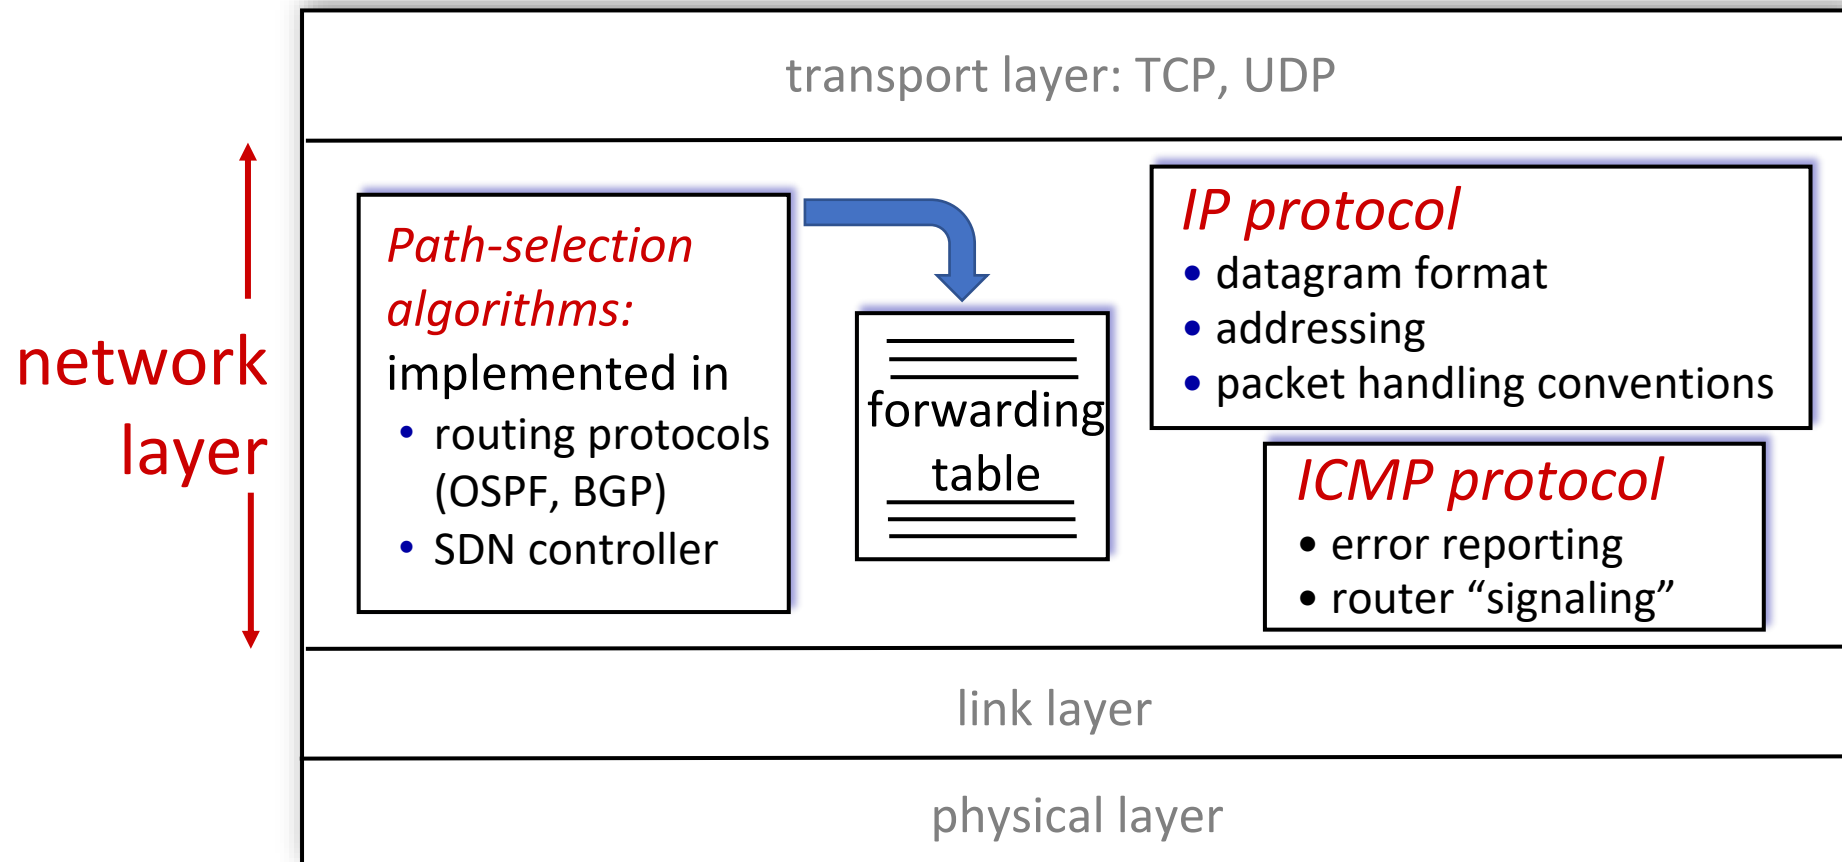 transport layer: TCP, UDP
network
layer
Path-selection
algorithms:
implemented in
• routing protocols
(OSPF, BGP)
• SDN controller
forwarding
table
IP protocol
• datagram format
• addressing
• packet handling conventions
ICMP protocol
• error reporting
• router “signaling”
link layer
physical layer